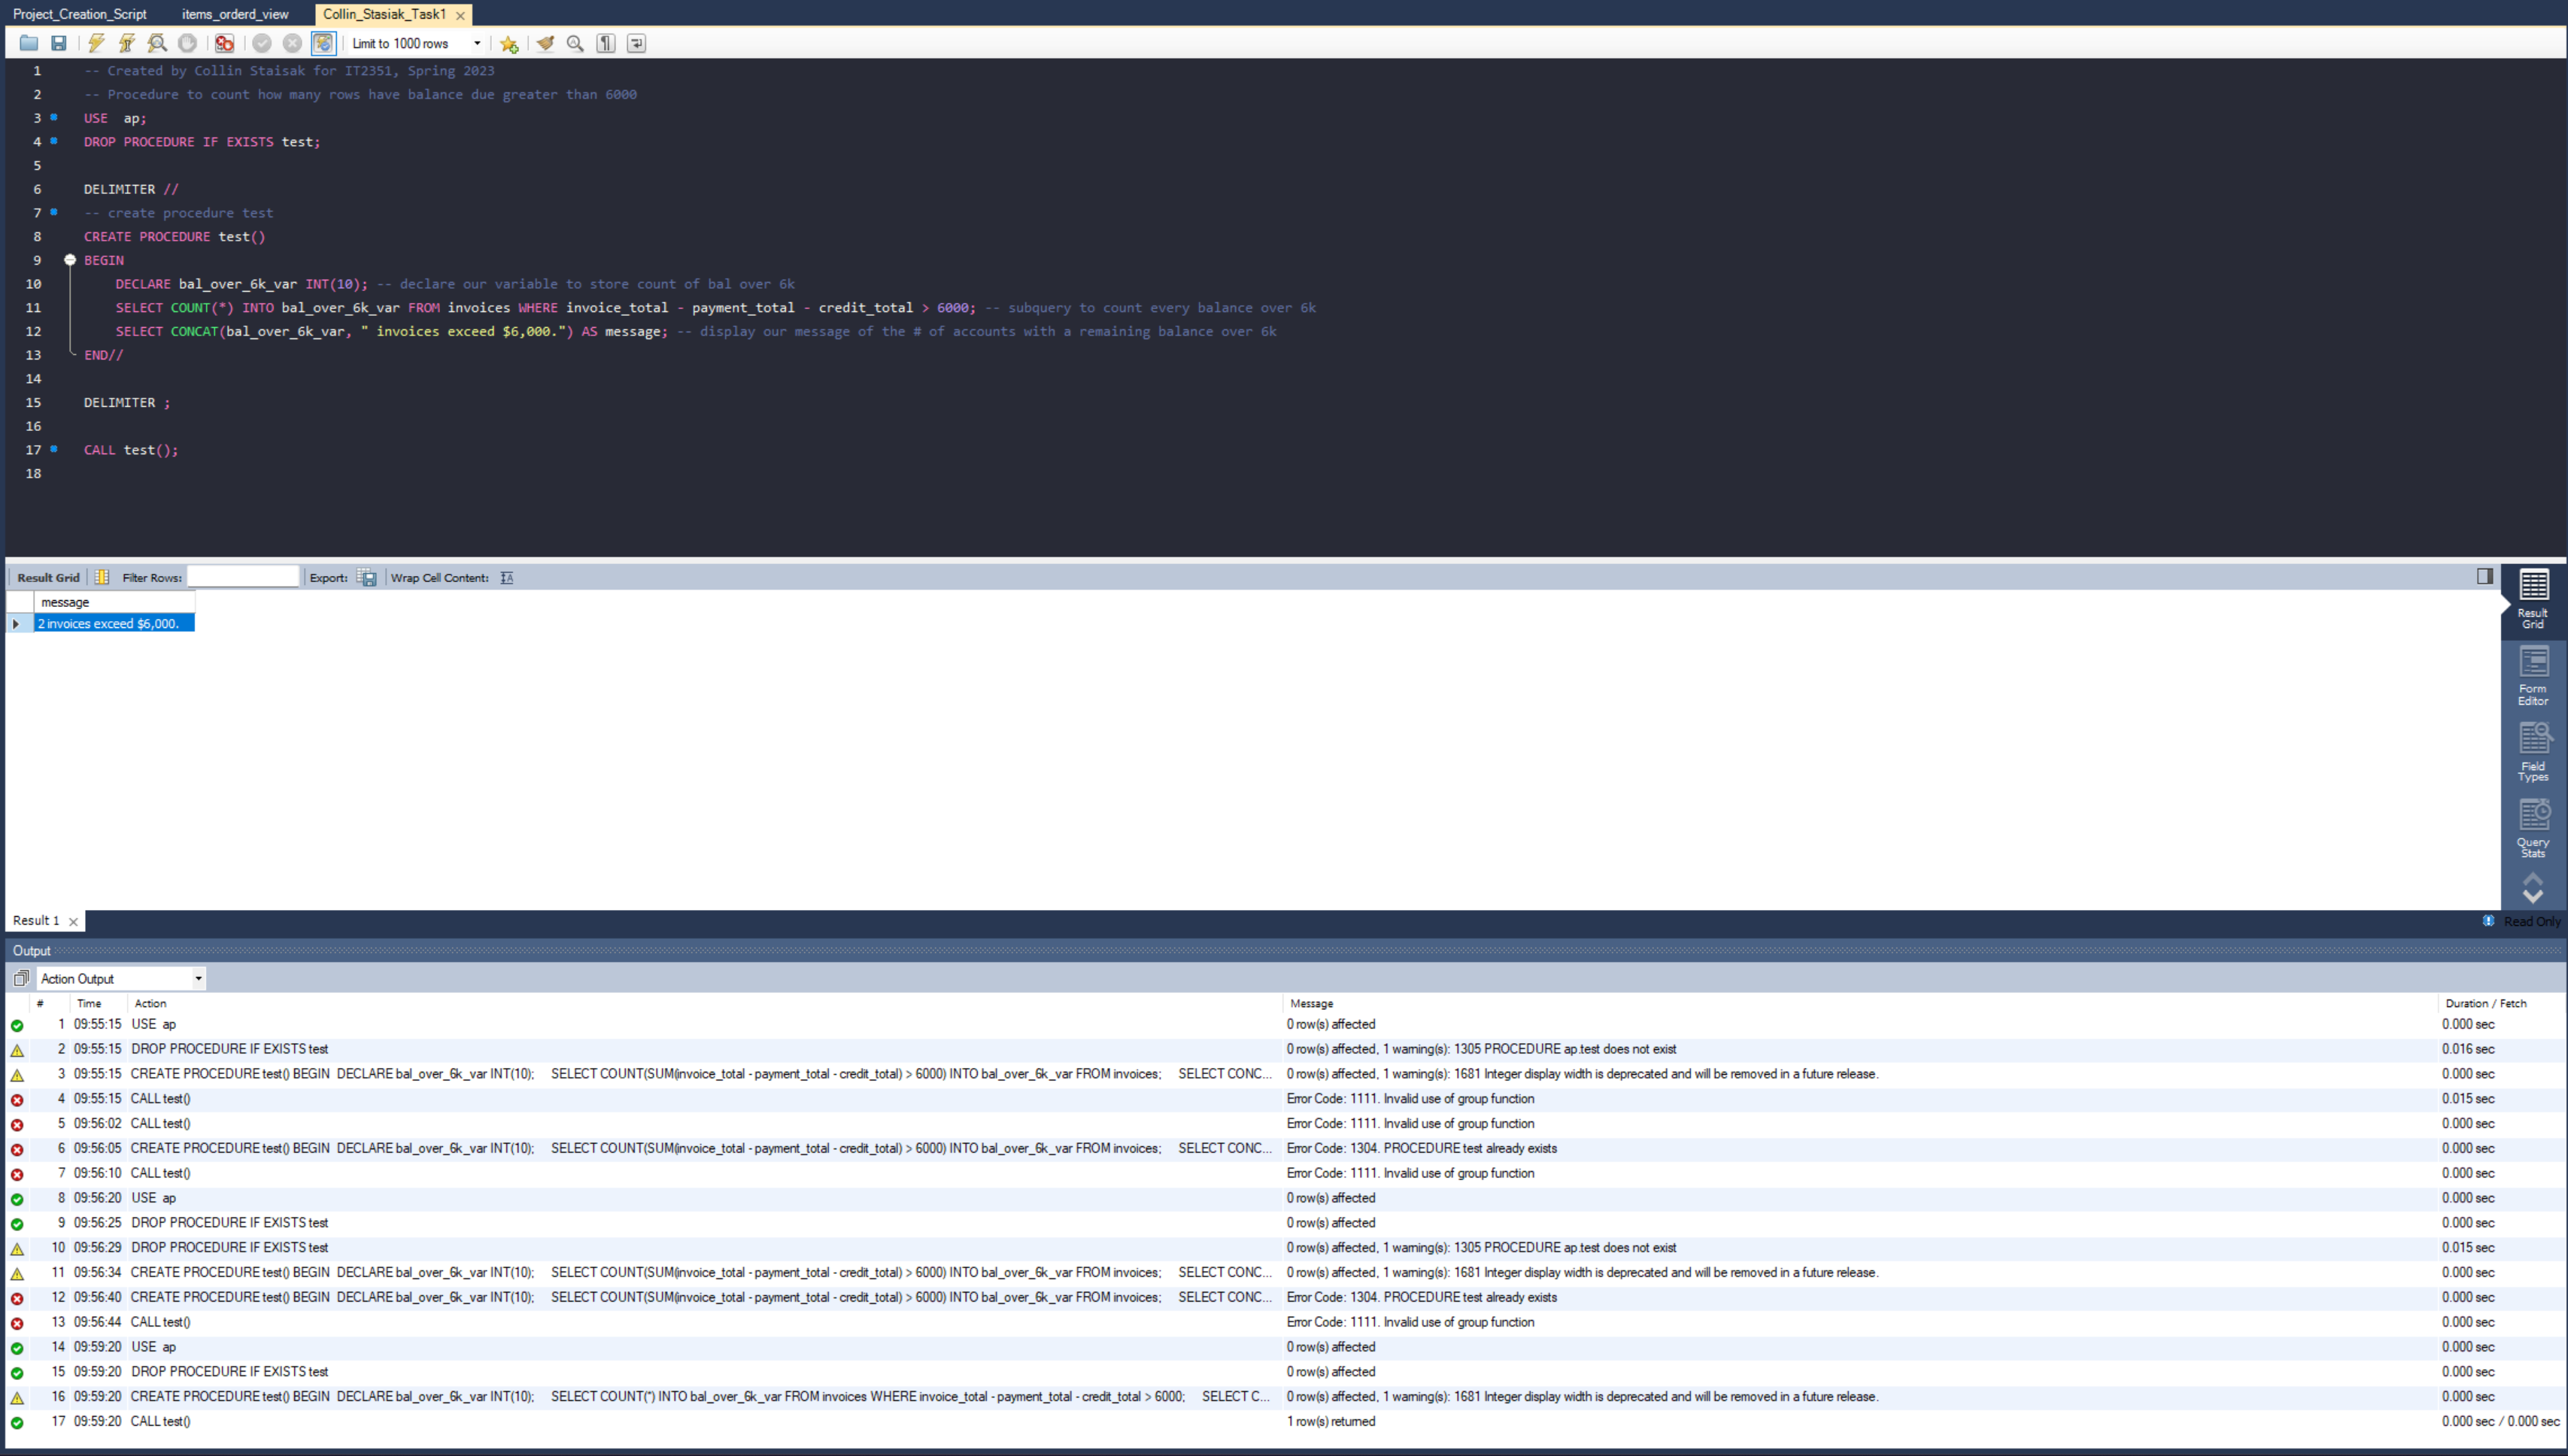 Project_Creation_Script items_orderd_view Collin_Stasiak_Task1
Limit to 1000 rows
1 -- Created by Collin Staisak for IT2351, Spring 2023
2 -- Procedure to count how many rows have balance due greater than 6000
3 USE  ap;
4 DROP PROCEDURE IF EXISTS test;
5
6 DELIMITER //
7 -- create procedure test
8 CREATE PROCEDURE test()
9 BEGIN
10 DECLARE bal_over_6k_var INT(10); -- declare our variable to store count of bal over 6k
11 SELECT COUNT(*) INTO bal_over_6k_var FROM invoices WHERE invoice_total - payment_total - credit_total > 6000; -- subquery to count every balance over 6k
12 SELECT CONCAT(bal_over_6k_var, " invoices exceed $6,000.") AS message; -- display our message of the # of accounts with a remaining balance over 6k
13 END//
14
15 DELIMITER ;
16
17 CALL test();
18
Result Grid Filter Rows: Export: Wrap Cell Content:
message
2 invoices exceed $6,000.
Result Grid
Form Editor
Field Types
Query Stats
Result 1 Read Only
Output
Action Output
# Time Action Message Duration / Fetch
1 09:55:15 USE  ap 0 row(s) affected 0.000 sec
2 09:55:15 DROP PROCEDURE IF EXISTS test 0 row(s) affected, 1 warning(s): 1305 PROCEDURE ap.test does not exist 0.016 sec
3 09:55:15 CREATE PROCEDURE test() BEGIN DECLARE bal_over_6k_var INT(10); SELECT COUNT(SUM(invoice_total - payment_total - credit_total) > 6000) INTO bal_over_6k_var FROM invoices; SELECT CONC... 0 row(s) affected, 1 warning(s): 1681 Integer display width is deprecated and will be removed in a future release. 0.000 sec
4 09:55:15 CALL test() Error Code: 1111. Invalid use of group function 0.015 sec
5 09:56:02 CALL test() Error Code: 1111. Invalid use of group function 0.000 sec
6 09:56:05 CREATE PROCEDURE test() BEGIN DECLARE bal_over_6k_var INT(10); SELECT COUNT(SUM(invoice_total - payment_total - credit_total) > 6000) INTO bal_over_6k_var FROM invoices; SELECT CONC... Error Code: 1304. PROCEDURE test already exists 0.000 sec
7 09:56:10 CALL test() Error Code: 1111. Invalid use of group function 0.000 sec
8 09:56:20 USE  ap 0 row(s) affected 0.000 sec
9 09:56:25 DROP PROCEDURE IF EXISTS test 0 row(s) affected 0.000 sec
10 09:56:29 DROP PROCEDURE IF EXISTS test 0 row(s) affected, 1 warning(s): 1305 PROCEDURE ap.test does not exist 0.015 sec
11 09:56:34 CREATE PROCEDURE test() BEGIN DECLARE bal_over_6k_var INT(10); SELECT COUNT(SUM(invoice_total - payment_total - credit_total) > 6000) INTO bal_over_6k_var FROM invoices; SELECT CONC... 0 row(s) affected, 1 warning(s): 1681 Integer display width is deprecated and will be removed in a future release. 0.000 sec
12 09:56:40 CREATE PROCEDURE test() BEGIN DECLARE bal_over_6k_var INT(10); SELECT COUNT(SUM(invoice_total - payment_total - credit_total) > 6000) INTO bal_over_6k_var FROM invoices; SELECT CONC... Error Code: 1304. PROCEDURE test already exists 0.000 sec
13 09:56:44 CALL test() Error Code: 1111. Invalid use of group function 0.000 sec
14 09:59:20 USE  ap 0 row(s) affected 0.000 sec
15 09:59:20 DROP PROCEDURE IF EXISTS test 0 row(s) affected 0.000 sec
16 09:59:20 CREATE PROCEDURE test() BEGIN DECLARE bal_over_6k_var INT(10); SELECT COUNT(*) INTO bal_over_6k_var FROM invoices WHERE invoice_total - payment_total - credit_total > 6000; SELECT C... 0 row(s) affected, 1 warning(s): 1681 Integer display width is deprecated and will be removed in a future release. 0.000 sec
17 09:59:20 CALL test() 1 row(s) returned 0.000 sec / 0.000 sec